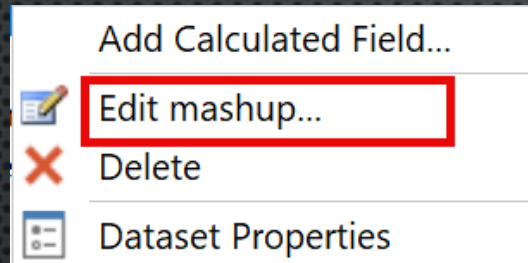 Add Calculated Field...
Edit mashup...
Delete
Dataset Properties